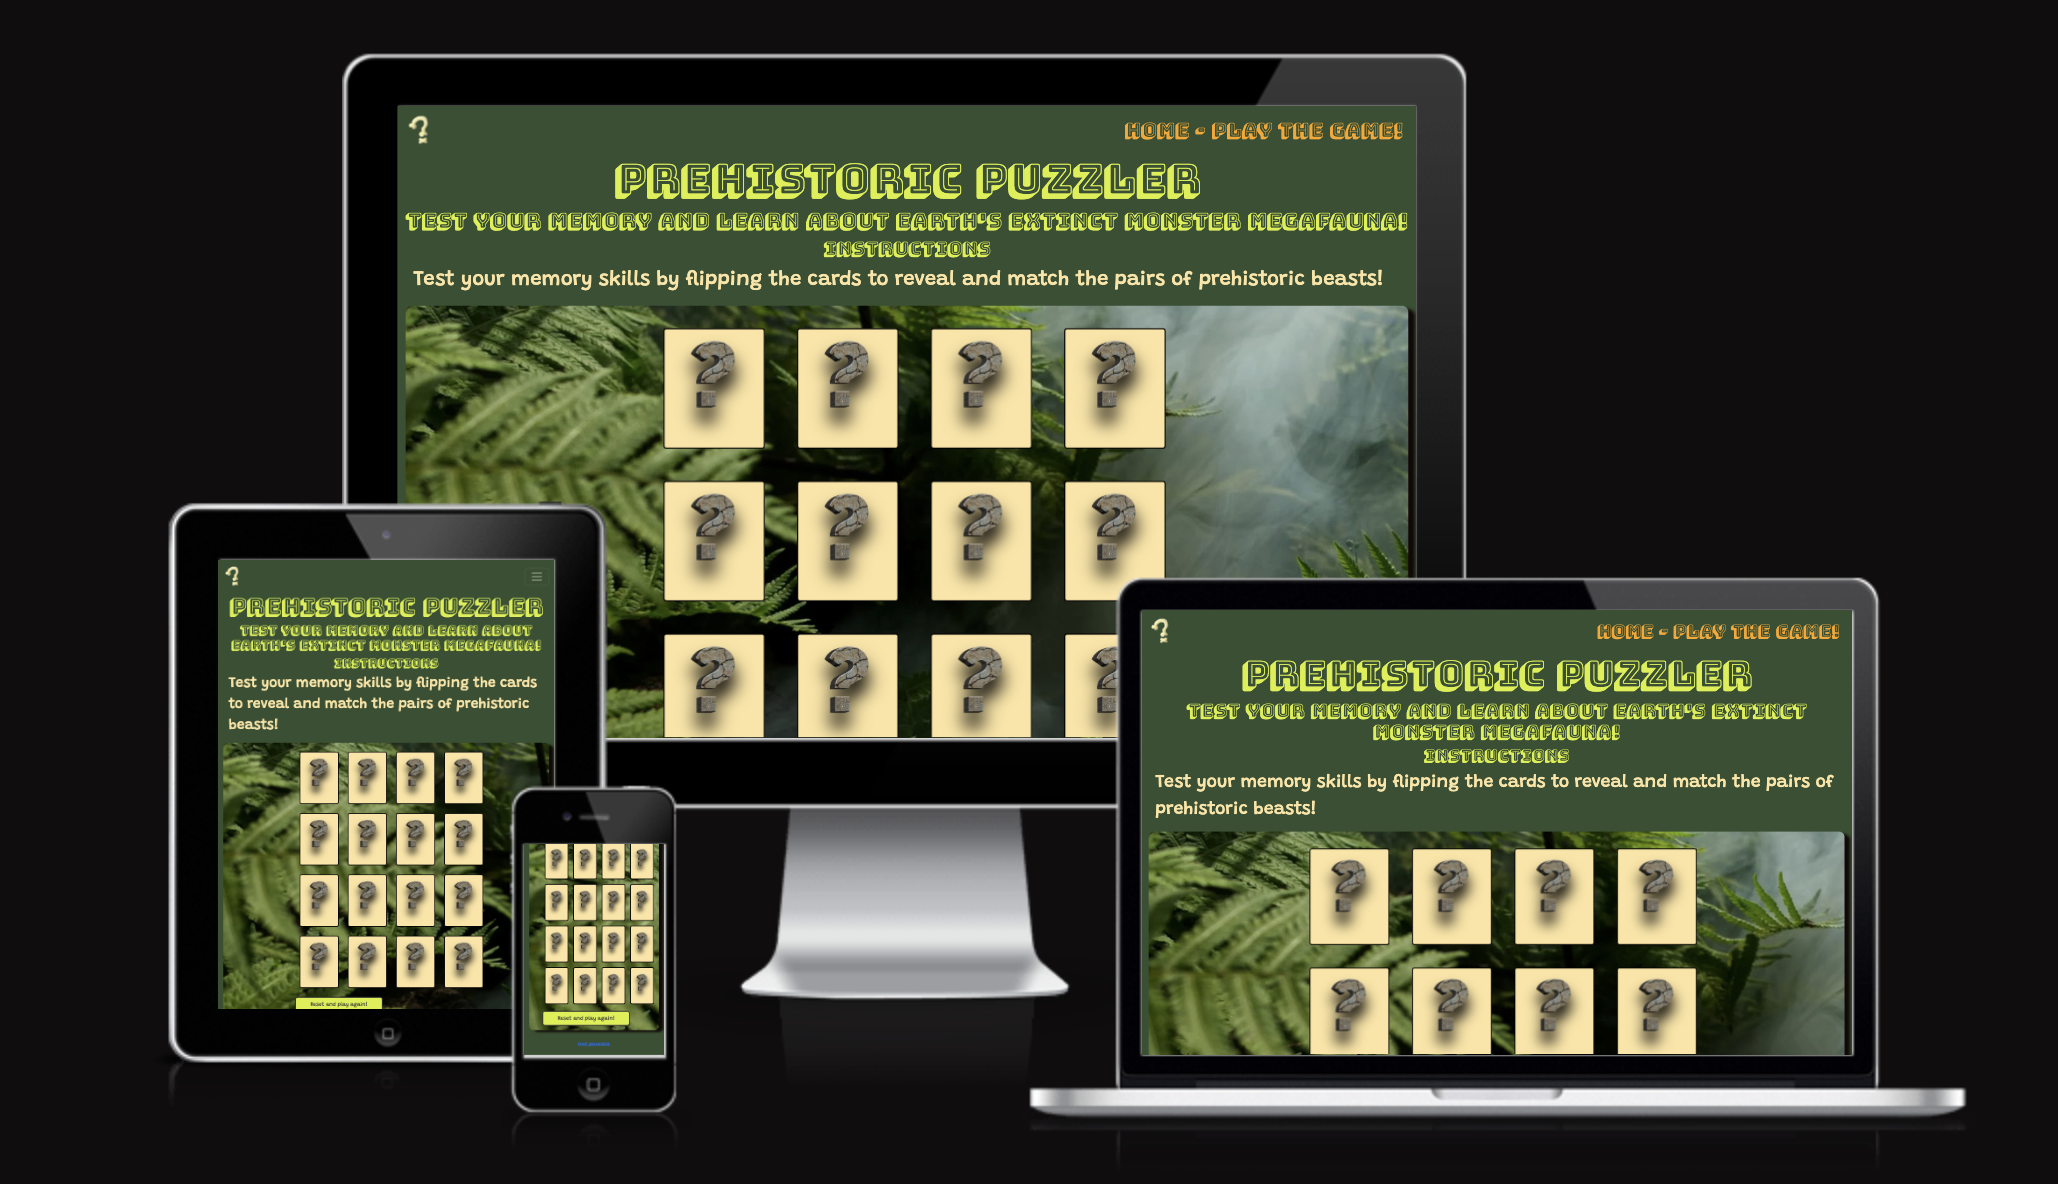 HOME - PLAY THE GAME!
PREHISTORIC PUZZLER
TEST YOUR MEMORY AND LEARN ABOUT EARTH'S EXTINCT MONSTER MEGAFAUNA!
INSTRUCTIONS
Test your memory skills by flipping the cards to reveal and match the pairs of prehistoric beasts!
PREHISTORIC PUZZLER
TEST YOUR MEMORY AND LEARN ABOUT
EARTH'S EXTINCT MONSTER MEGAFAUNA!
INSTRUCTIONS
Test your memory skills by flipping the cards
to reveal and match the pairs of prehistoric
beasts!
Reset and play again!
Reset and play again!
HOME - PLAY THE GAME!
PREHISTORIC PUZZLER
TEST YOUR MEMORY AND LEARN ABOUT EARTH'S EXTINCT
MONSTER MEGAFAUNA!
INSTRUCTIONS
Test your memory skills by flipping the cards to reveal and match the pairs of
prehistoric beasts!